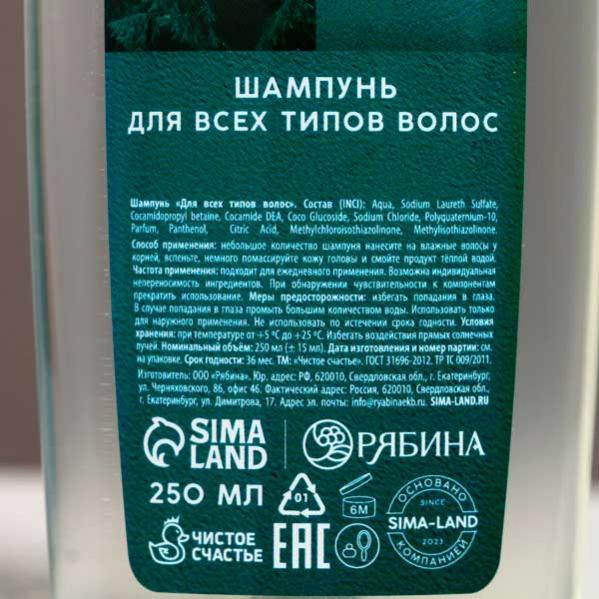 ШАМПУНЬ
ДЛЯ ВСЕХ ТИПОВ ВОЛОС
Шампунь «Для всех типов волос». Состав (INCI): Aqua, Sodium Laureth Sulfate,
Cocamidopropyl betaine, Cocamide DEA, Coco Glucoside, Sodium Chloride, Polyquaternium-10,
Parfum, Panthenol, Citric Acid, Methylchloroisothiazolinone, Methylisothiazolinone.
Способ применения: небольшое количество шампуня нанесите на влажные волосы у
корней, вспеньте, немного помассируйте кожу головы и смойте продукт тёплой водой.
Частота применения: подходит для ежедневного применения. Возможна индивидуальная
непереносимость ингредиентов. При обнаружении чувствительности к компонентам
прекратить использование. Меры предосторожности: избегать попадания в глаза.
В случае попадания в глаза промыть большим количеством воды. Использовать только
для наружного применения. Не использовать по истечении срока годности. Условия
хранения: при температуре от +5 °С до +25 °С. Избегать воздействия прямых солнечных
лучей. Номинальный объём: 250 мл (± 15 мл). Дата изготовления и номер партии: см.
на упаковке. Срок годности: 36 мес. ТМ: «Чистое счастье». ГОСТ 31696-2012. ТР ТС 009/2011.
Изготовитель: ООО «Рябина». Юр. адрес: РФ, 620010, Свердловская обл., г. Екатеринбург,
ул. Черняховского, 86, офис 46. Фактический адрес: Россия, 620010, Свердловская обл.,
г. Екатеринбург, ул. Димитрова, 17. Адрес эл. почты: info@ryabinaekb.ru. SIMA-LAND.RU
SIMA
LAND
РЯБИНА
250 МЛ
01
6M
ОСНОВАНО
SINCE
SIMA-LAND
2023
КОМПАНИЕЙ
ЧИСТОЕ
СЧАСТЬЕ
ЕАС